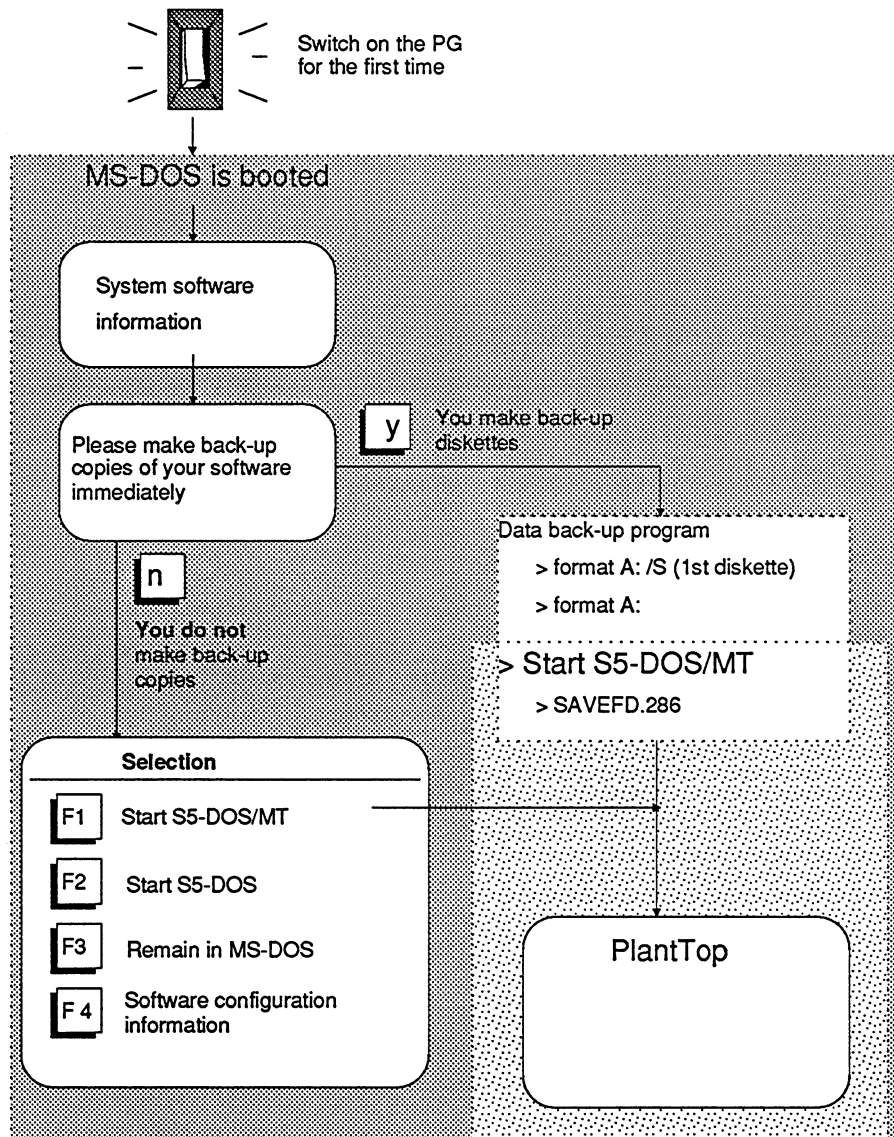 Switch on the PG
for the first time
MS-DOS is booted
System software
information
Please make back-up
copies of your software
immediately
y
You make back-up
diskettes
n
You do not
make back-up
copies
Data back-up program
> format A: /S (1st diskette)
> format A:
> Start S5-DOS/MT
> SAVEFD.286
Selection
F1 Start S5-DOS/MT
F2 Start S5-DOS
F3 Remain in MS-DOS
F 4 Software configuration
information
PlantTop